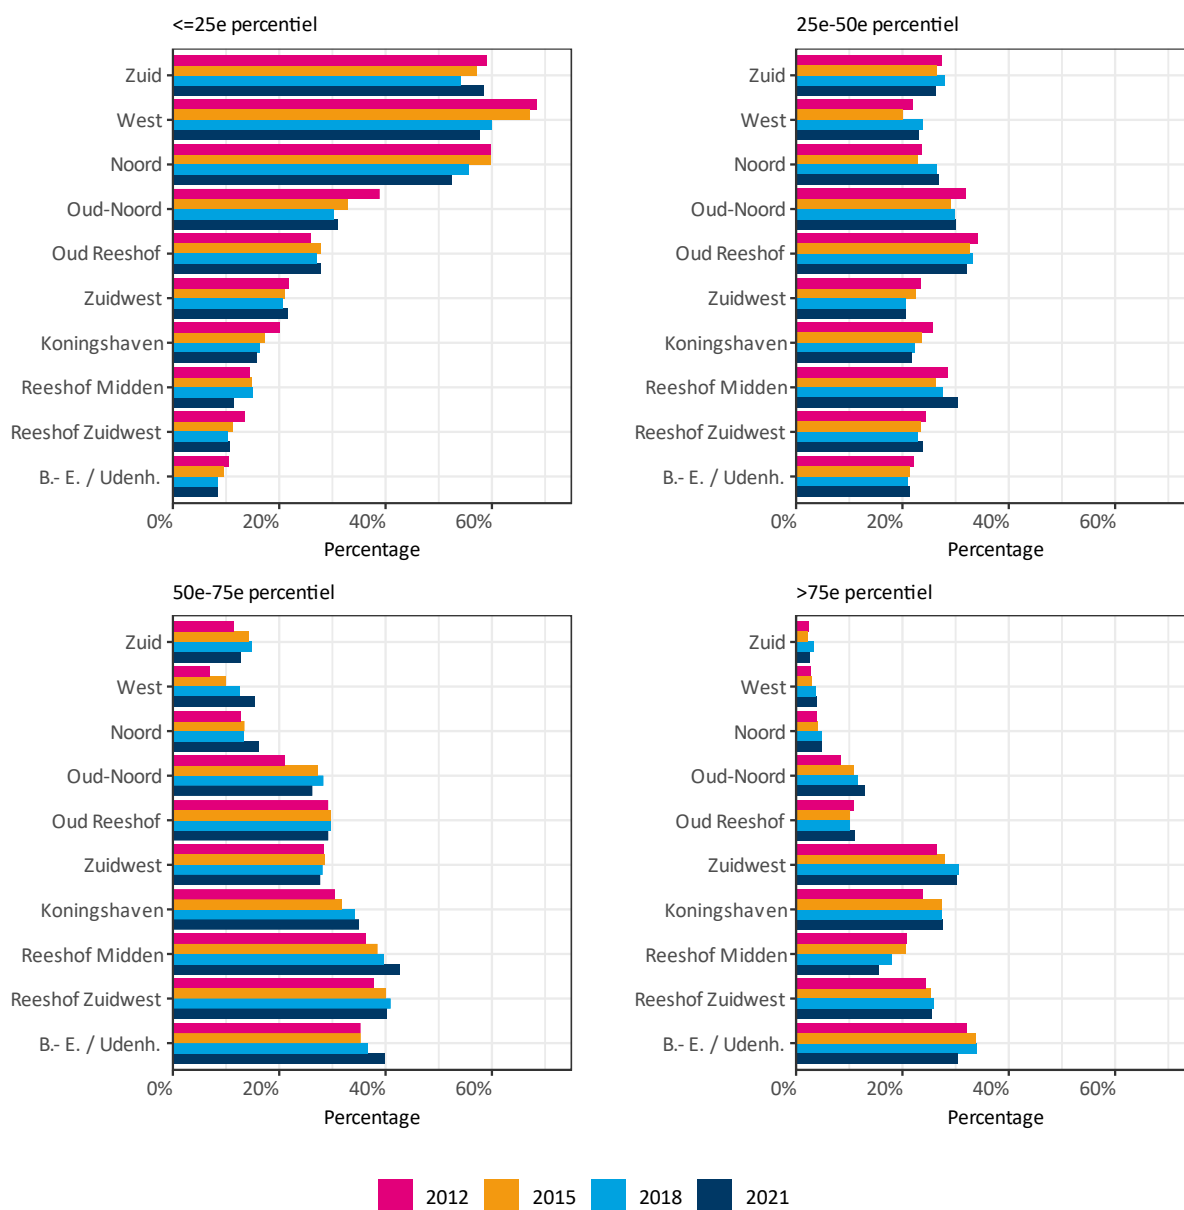 <=25e percentiel
Zuid
West
Noord
Oud-Noord
Oud Reeshof
Zuidwest
Koningshaven
Reeshof Midden
Reeshof Zuidwest
B.- E. / Udenh.
0% 20% 40% 60%
Percentage
25e-50e percentiel
Zuid
West
Noord
Oud-Noord
Oud Reeshof
Zuidwest
Koningshaven
Reeshof Midden
Reeshof Zuidwest
B.- E. / Udenh.
0% 20% 40% 60%
Percentage
50e-75e percentiel
Zuid
West
Noord
Oud-Noord
Oud Reeshof
Zuidwest
Koningshaven
Reeshof Midden
Reeshof Zuidwest
B.- E. / Udenh.
0% 20% 40% 60%
Percentage
>75e percentiel
Zuid
West
Noord
Oud-Noord
Oud Reeshof
Zuidwest
Koningshaven
Reeshof Midden
Reeshof Zuidwest
B.- E. / Udenh.
0% 20% 40% 60%
Percentage
2012 2015 2018 2021